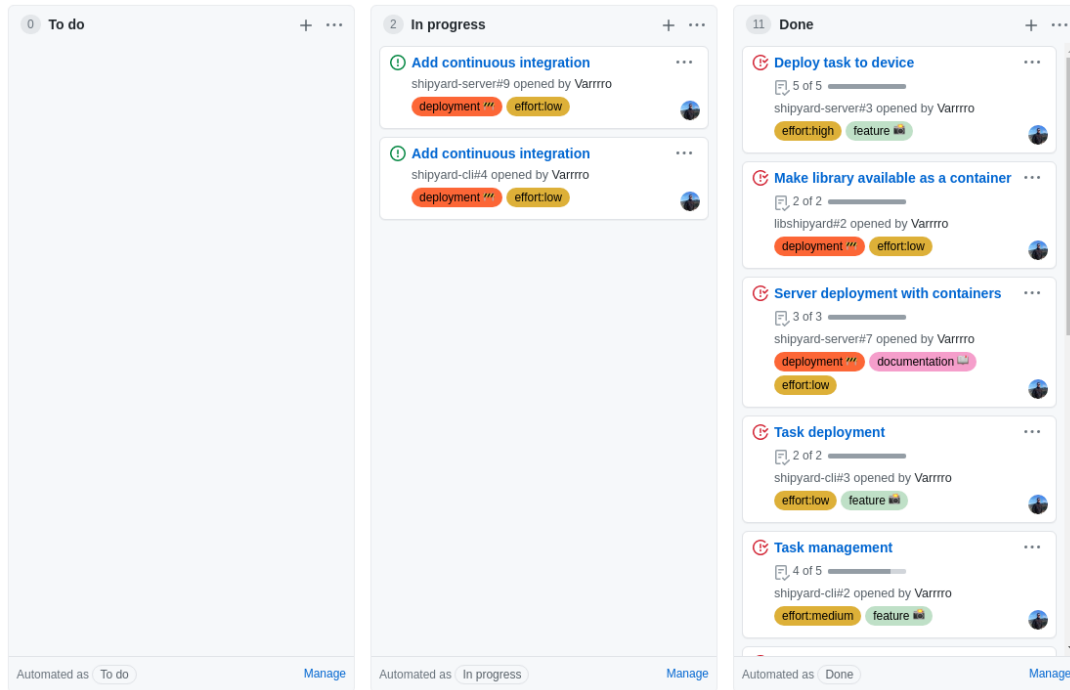 0 To do
2 In progress
11 Done
Add continuous integration
shipyard-server#9 opened by Varrrro
deployment effort:low
Add continuous integration
shipyard-cli#4 opened by Varrrro
deployment effort:low
Deploy task to device
5 of 5
shipyard-server#3 opened by Varrrro
effort:high feature
Make library available as a container
2 of 2
libshipyard#2 opened by Varrrro
deployment effort:low
Server deployment with containers
3 of 3
shipyard-server#7 opened by Varrrro
deployment documentation
effort:low
Task deployment
2 of 2
shipyard-cli#3 opened by Varrrro
effort:low feature
Task management
4 of 5
shipyard-cli#2 opened by Varrrro
effort:medium feature
Automated as To do Manage
Automated as In progress Manage
Automated as Done Manage